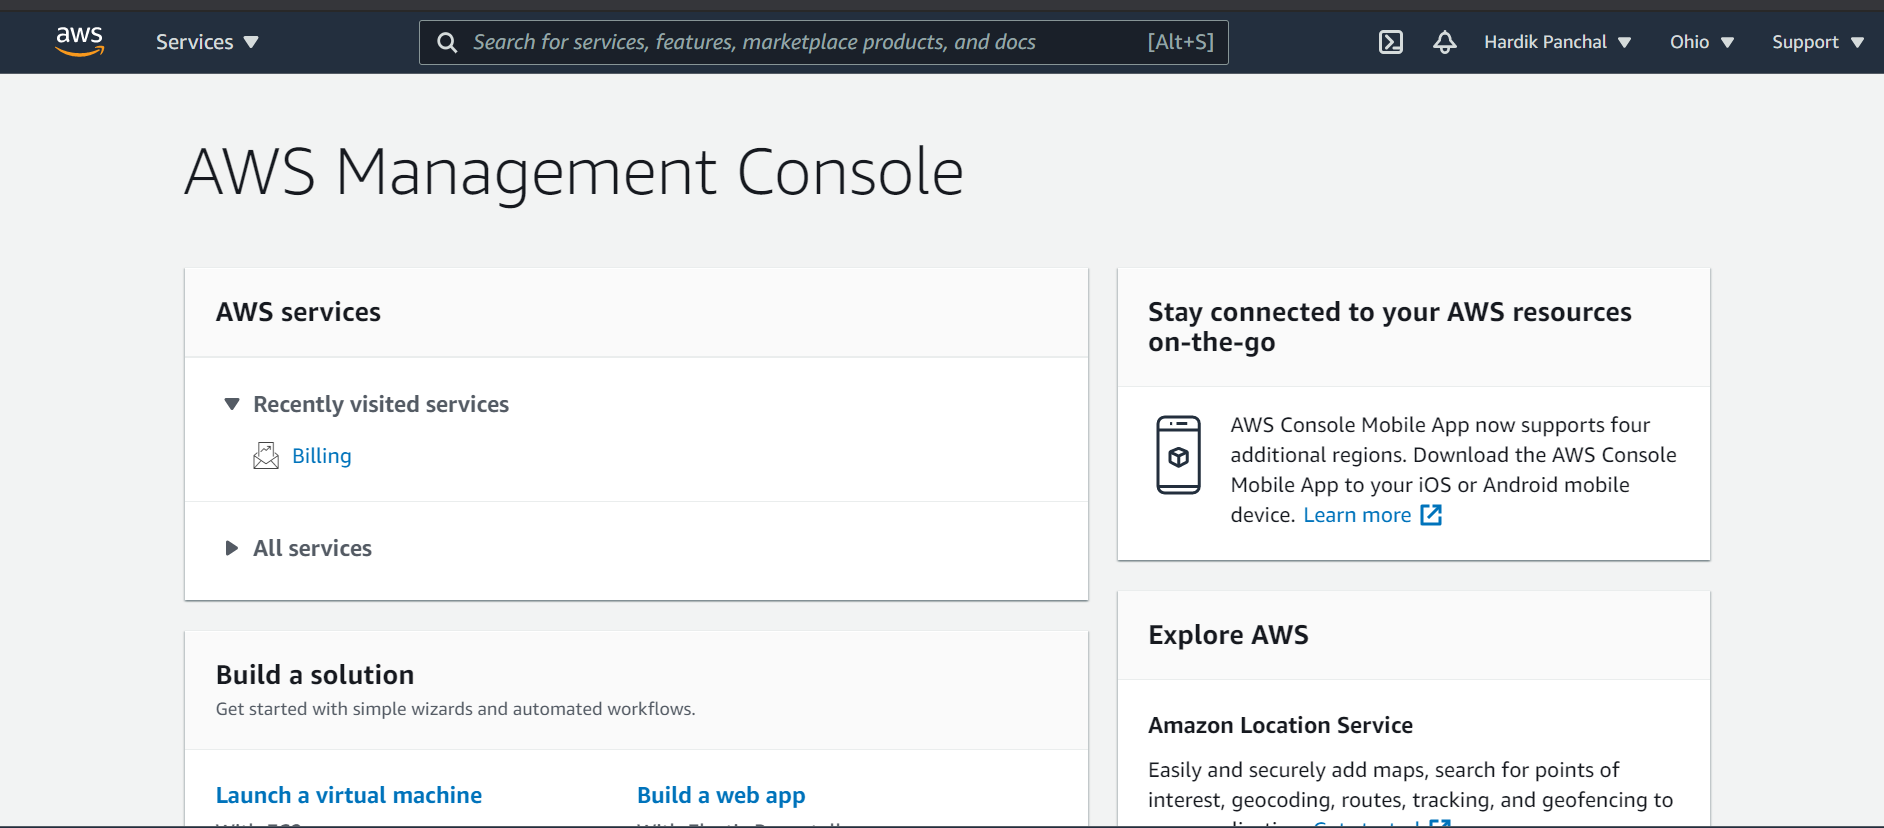 aws
Services
Search for services, features, marketplace products, and docs
[Alt+S]
Hardik Panchal
Ohio
Support
AWS Management Console
AWS services
Recently visited services
Billing
All services
Build a solution
Get started with simple wizards and automated workflows.
Launch a virtual machine
Build a web app
Stay connected to your AWS resources
on-the-go
AWS Console Mobile App now supports four
additional regions. Download the AWS Console
Mobile App to your iOS or Android mobile
device. Learn more
Explore AWS
Amazon Location Service
Easily and securely add maps, search for points of
interest, geocoding, routes, tracking, and geofencing to